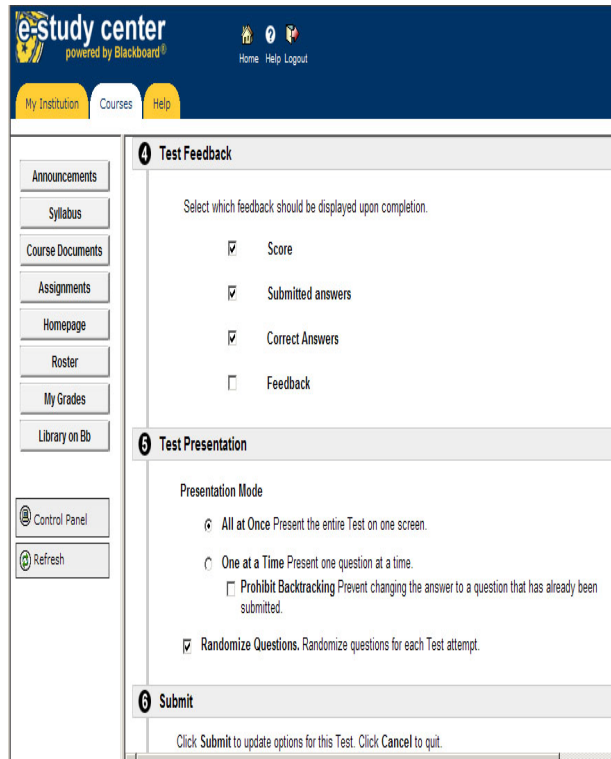 e-study center
powered by Blackboard®
Home Help Logout
My Institution Courses Help
Announcements
Syllabus
Course Documents
Assignments
Homepage
Roster
My Grades
Library on Bb
Control Panel
Refresh
4 Test Feedback
Select which feedback should be displayed upon completion.
Score
Submitted answers
Correct Answers
Feedback
5 Test Presentation
Presentation Mode
All at Once Present the entire Test on one screen.
One at a Time Present one question at a time.
Prohibit Backtracking Prevent changing the answer to a question that has already been
submitted.
Randomize Questions. Randomize questions for each Test attempt.
6 Submit
Click Submit to update options for this Test. Click Cancel to quit.